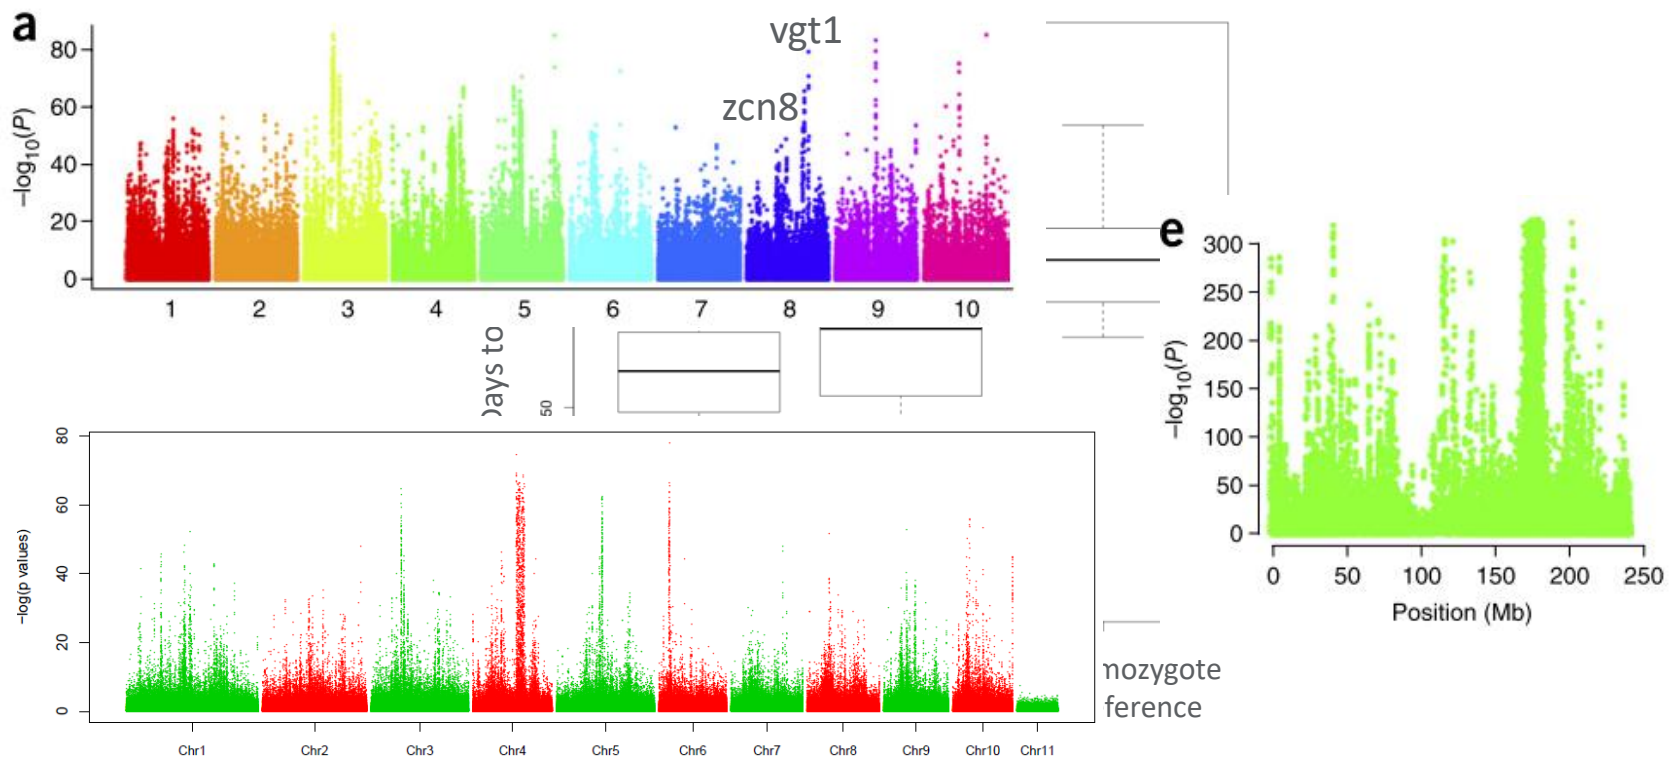 a
vgt1
zcn8
80
60
40
20
0
–log10(P)
1 2 3 4 5 6 7 8 9 10
e
300
250
200
150
100
50
0
–log10(P)
0 50 100 150 200 250
Position (Mb)
Days to
50
80
60
40
20
0
−log(p values)
Chr1 Chr2 Chr3 Chr4 Chr5 Chr6 Chr7 Chr8 Chr9 Chr10 Chr11
mozygote
ference